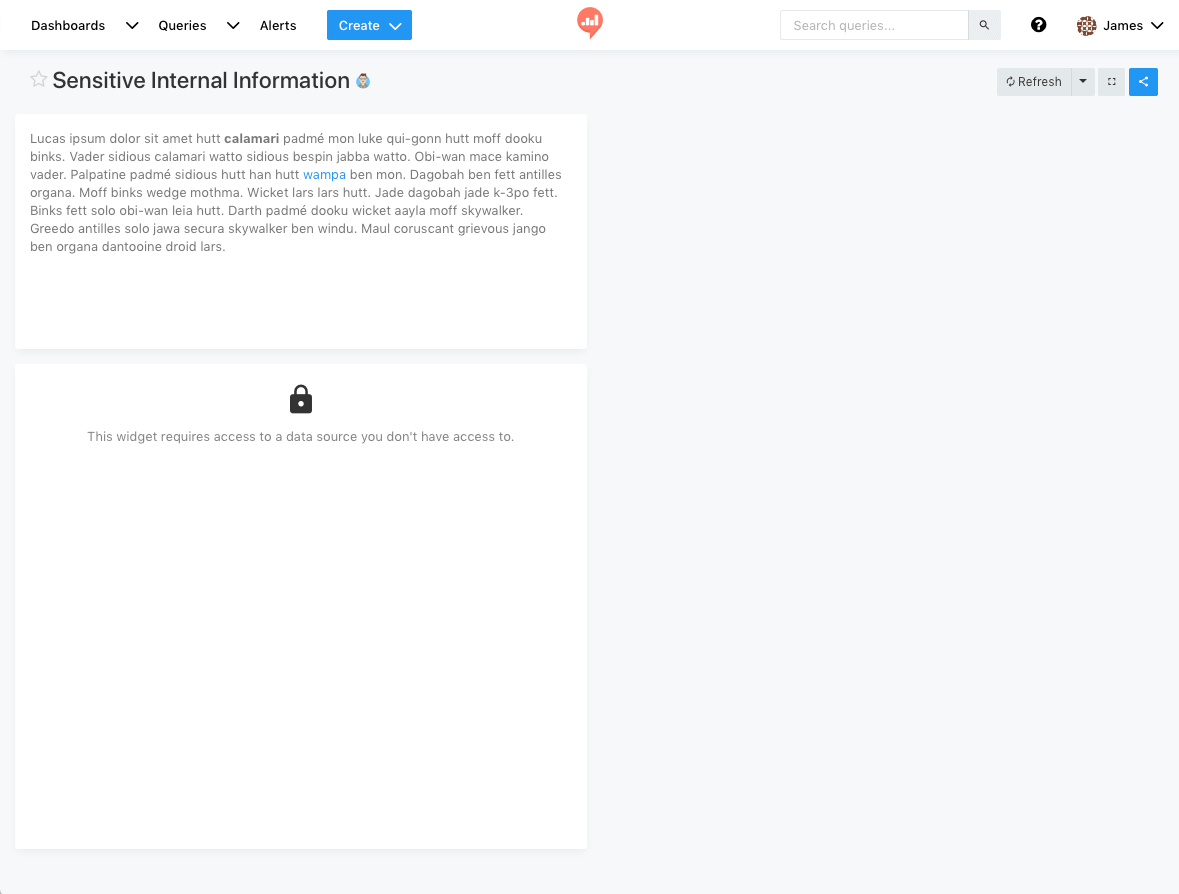 Dashboards Queries Alerts Create Search queries... James
Sensitive Internal Information Refresh
Lucas ipsum dolor sit amet hutt calamari padmé mon luke qui-gonn hutt moff dooku
binks. Vader sidious calamari watto sidious bespin jabba watto. Obi-wan mace kamino
vader. Palpatine padmé sidious hutt han hutt wampa ben mon. Dagobah ben fett antilles
organa. Moff binks wedge mothma. Wicket lars lars hutt. Jade dagobah jade k-3po fett.
Binks fett solo obi-wan leia hutt. Darth padmé dooku wicket aayla moff skywalker.
Greedo antilles solo jawa secura skywalker ben windu. Maul coruscant grievous jango
ben organa dantooine droid lars.
This widget requires access to a data source you don't have access to.